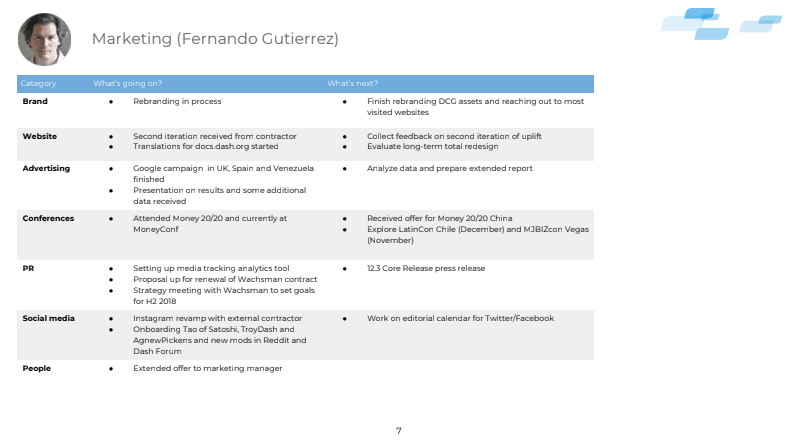 Marketing (Fernando Gutierrez)
Category What's going on? What's next?
Brand
● Rebranding in process
● Finish rebranding DCG assets and reaching out to most
visited websites
Website
● Second iteration received from contractor
● Translations for docs.dash.org started
● Collect feedback on second iteration of uplift
● Evaluate long-term total redesign
Advertising
● Google campaign in UK, Spain and Venezuela
finished
● Presentation on results and some additional
data received
● Analyze data and prepare extended report
Conferences
● Attended Money 20/20 and currently at
MoneyConf
● Received offer for Money 20/20 China
● Explore LatinCon Chile (December) and MJBIZcon Vegas
(November)
PR
● Setting up media tracking analytics tool
● Proposal up for renewal of Wachsman contract
● Strategy meeting with Wachsman to set goals
for H2 2018
● 12.3 Core Release press release
Social media
● Instagram revamp with external contractor
● Onboarding Tao of Satoshi, TroyDash and
AgnewPickens and new mods in Reddit and
Dash Forum
● Work on editorial calendar for Twitter/Facebook
People
● Extended offer to marketing manager
7